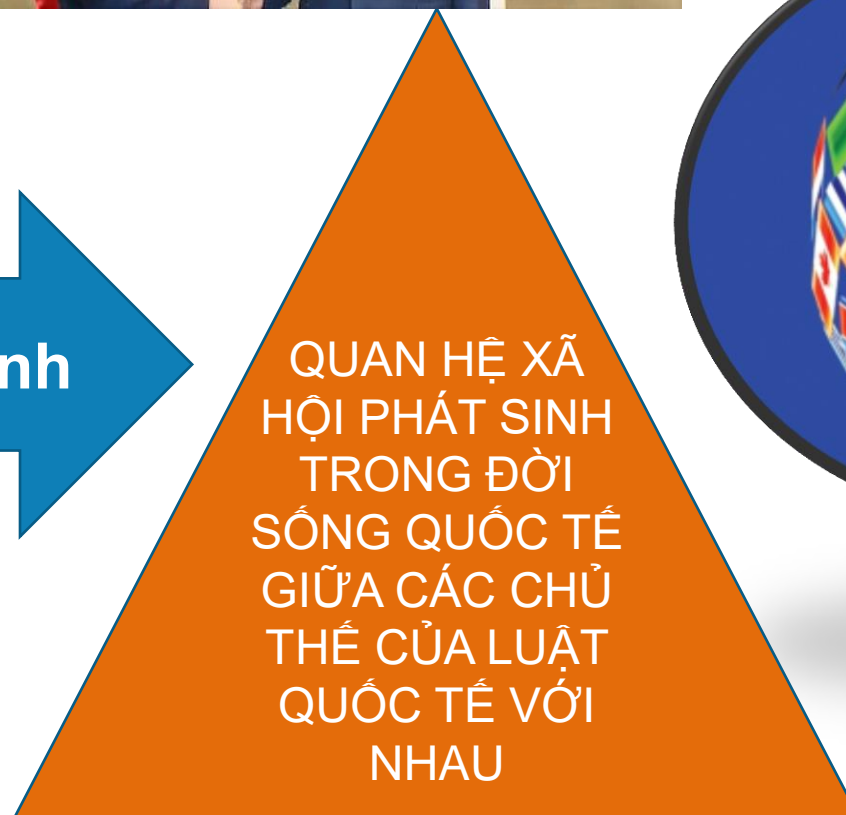 nh
QUAN HỆ XÃ
HỘI PHÁT SINH
TRONG ĐỜI
SỐNG QUỐC TẾ
GIỮA CÁC CHỦ
THỂ CỦA LUẬT
QUỐC TẾ VỚI
NHAU